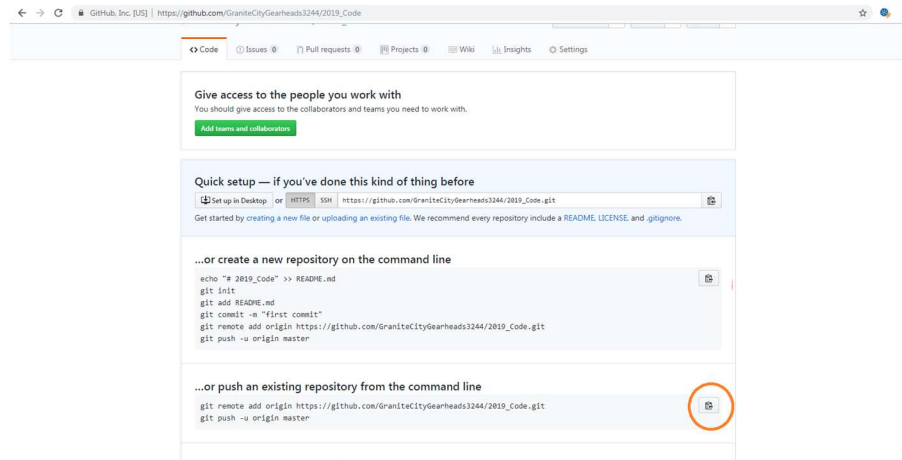 GitHub, Inc. [US] | https://github.com/GraniteCityGearheads3244/2019_Code
Code Issues 0 Pull requests 0 Projects 0 Wiki Insights Settings
Give access to the people you work with
You should give access to the collaborators and teams you need to work with.
Add teams and collaborators
Quick setup — if you've done this kind of thing before
Set up in Desktop or HTTPS SSH https://github.com/GraniteCityGearheads3244/2019_Code.git
Get started by creating a new file or uploading an existing file. We recommend every repository include a README, LICENSE, and .gitignore.
...or create a new repository on the command line
echo "# 2019_Code" >> README.md
git init
git add README.md
git commit -m "first commit"
git remote add origin https://github.com/GraniteCityGearheads3244/2019_Code.git
git push -u origin master
...or push an existing repository from the command line
git remote add origin https://github.com/GraniteCityGearheads3244/2019_Code.git
git push -u origin master